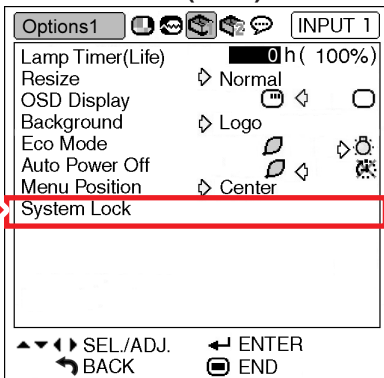 Options1 INPUT 1
Lamp Timer(Life) 0 h( 100%)
Resize Normal
OSD Display
Background Logo
Eco Mode
Auto Power Off
Menu Position Center
System Lock
SEL./ADJ. ENTER
BACK END